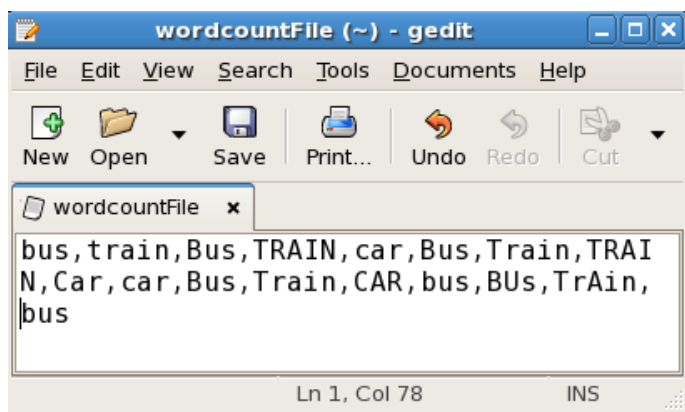 wordcountFile (~) - gedit
File Edit View Search Tools Documents Help
New Open Save Print... Undo Redo Cut
wordcountFile
bus,train,Bus,TRAIN,car,Bus,Train,TRAI
N,Car,car,Bus,Train,CAR,bus,BUs,TrAin,
bus
Ln 1, Col 78 INS